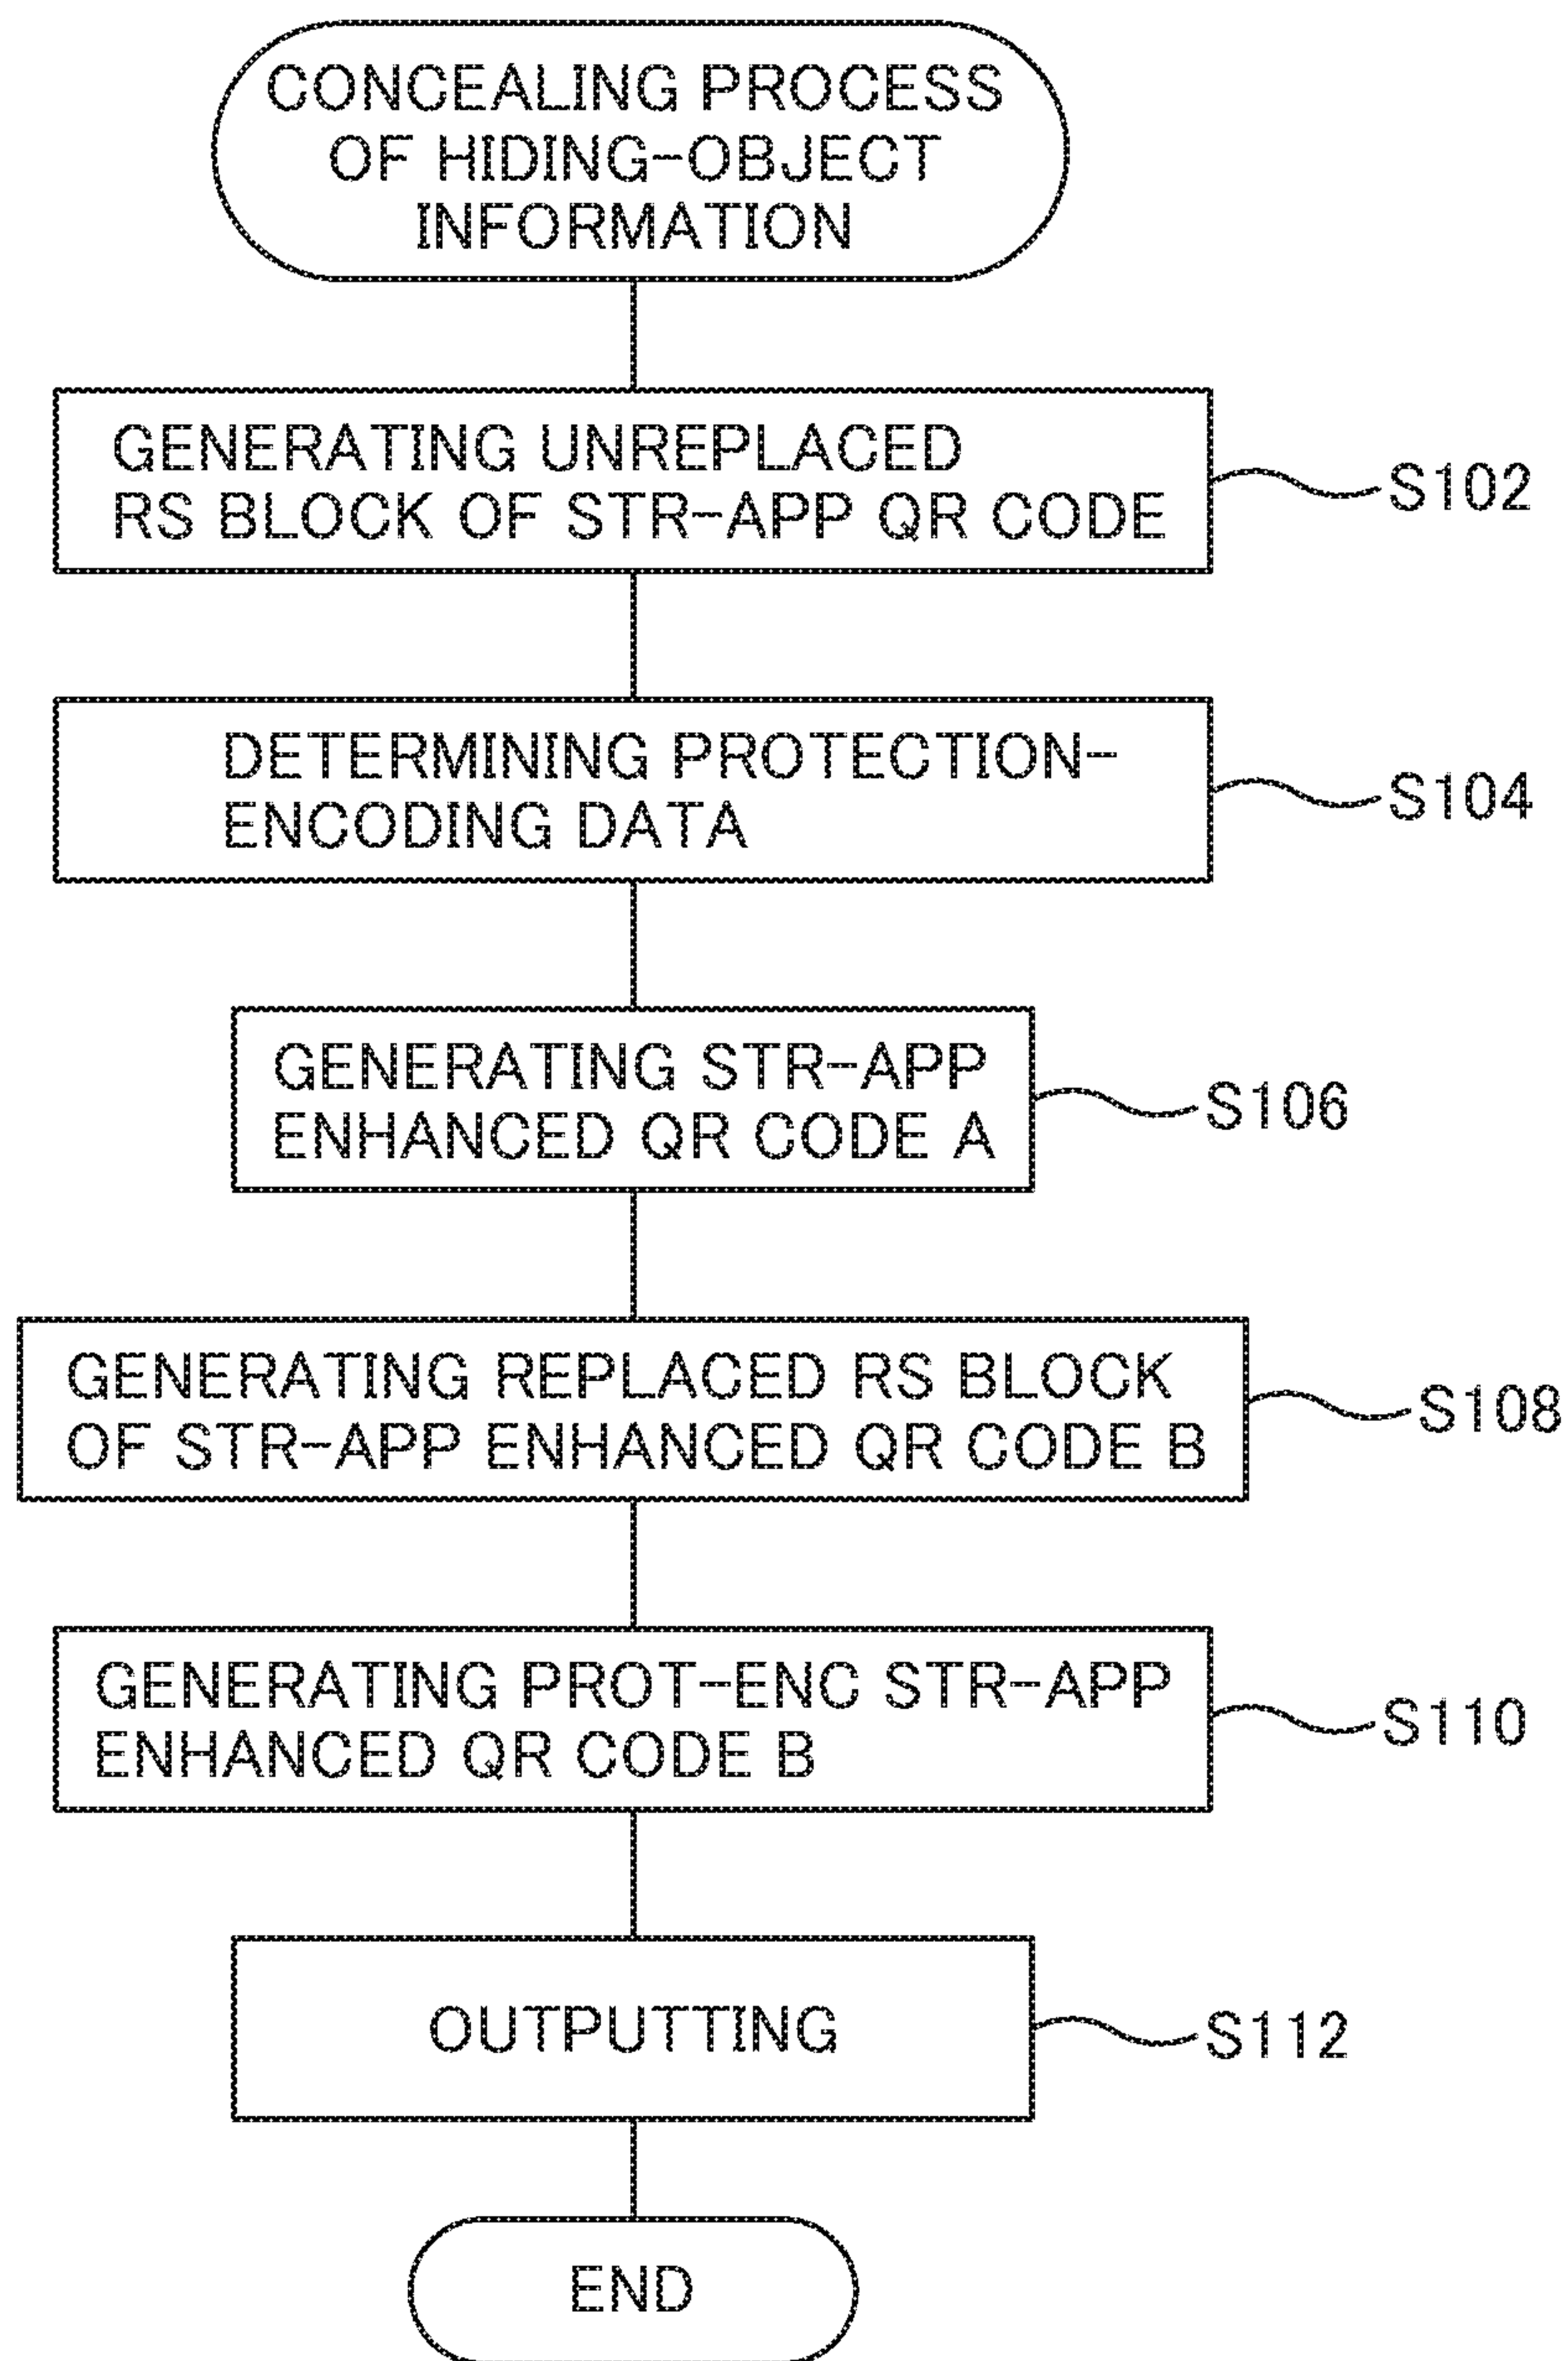 CONCEALING PROCESS
OF HIDING-OBJECT
INFORMATION
GENERATING UNREPLACED
RS BLOCK OF STR-APP QR CODE
S102
DETERMINING PROTECTION-
ENCODING DATA
S104
GENERATING STR-APP
ENHANCED QR CODE A
S106
GENERATING REPLACED RS BLOCK
OF STR-APP ENHANCED QR CODE B
S108
GENERATING PROT-ENC STR-APP
ENHANCED QR CODE B
S110
OUTPUTTING
S112
END